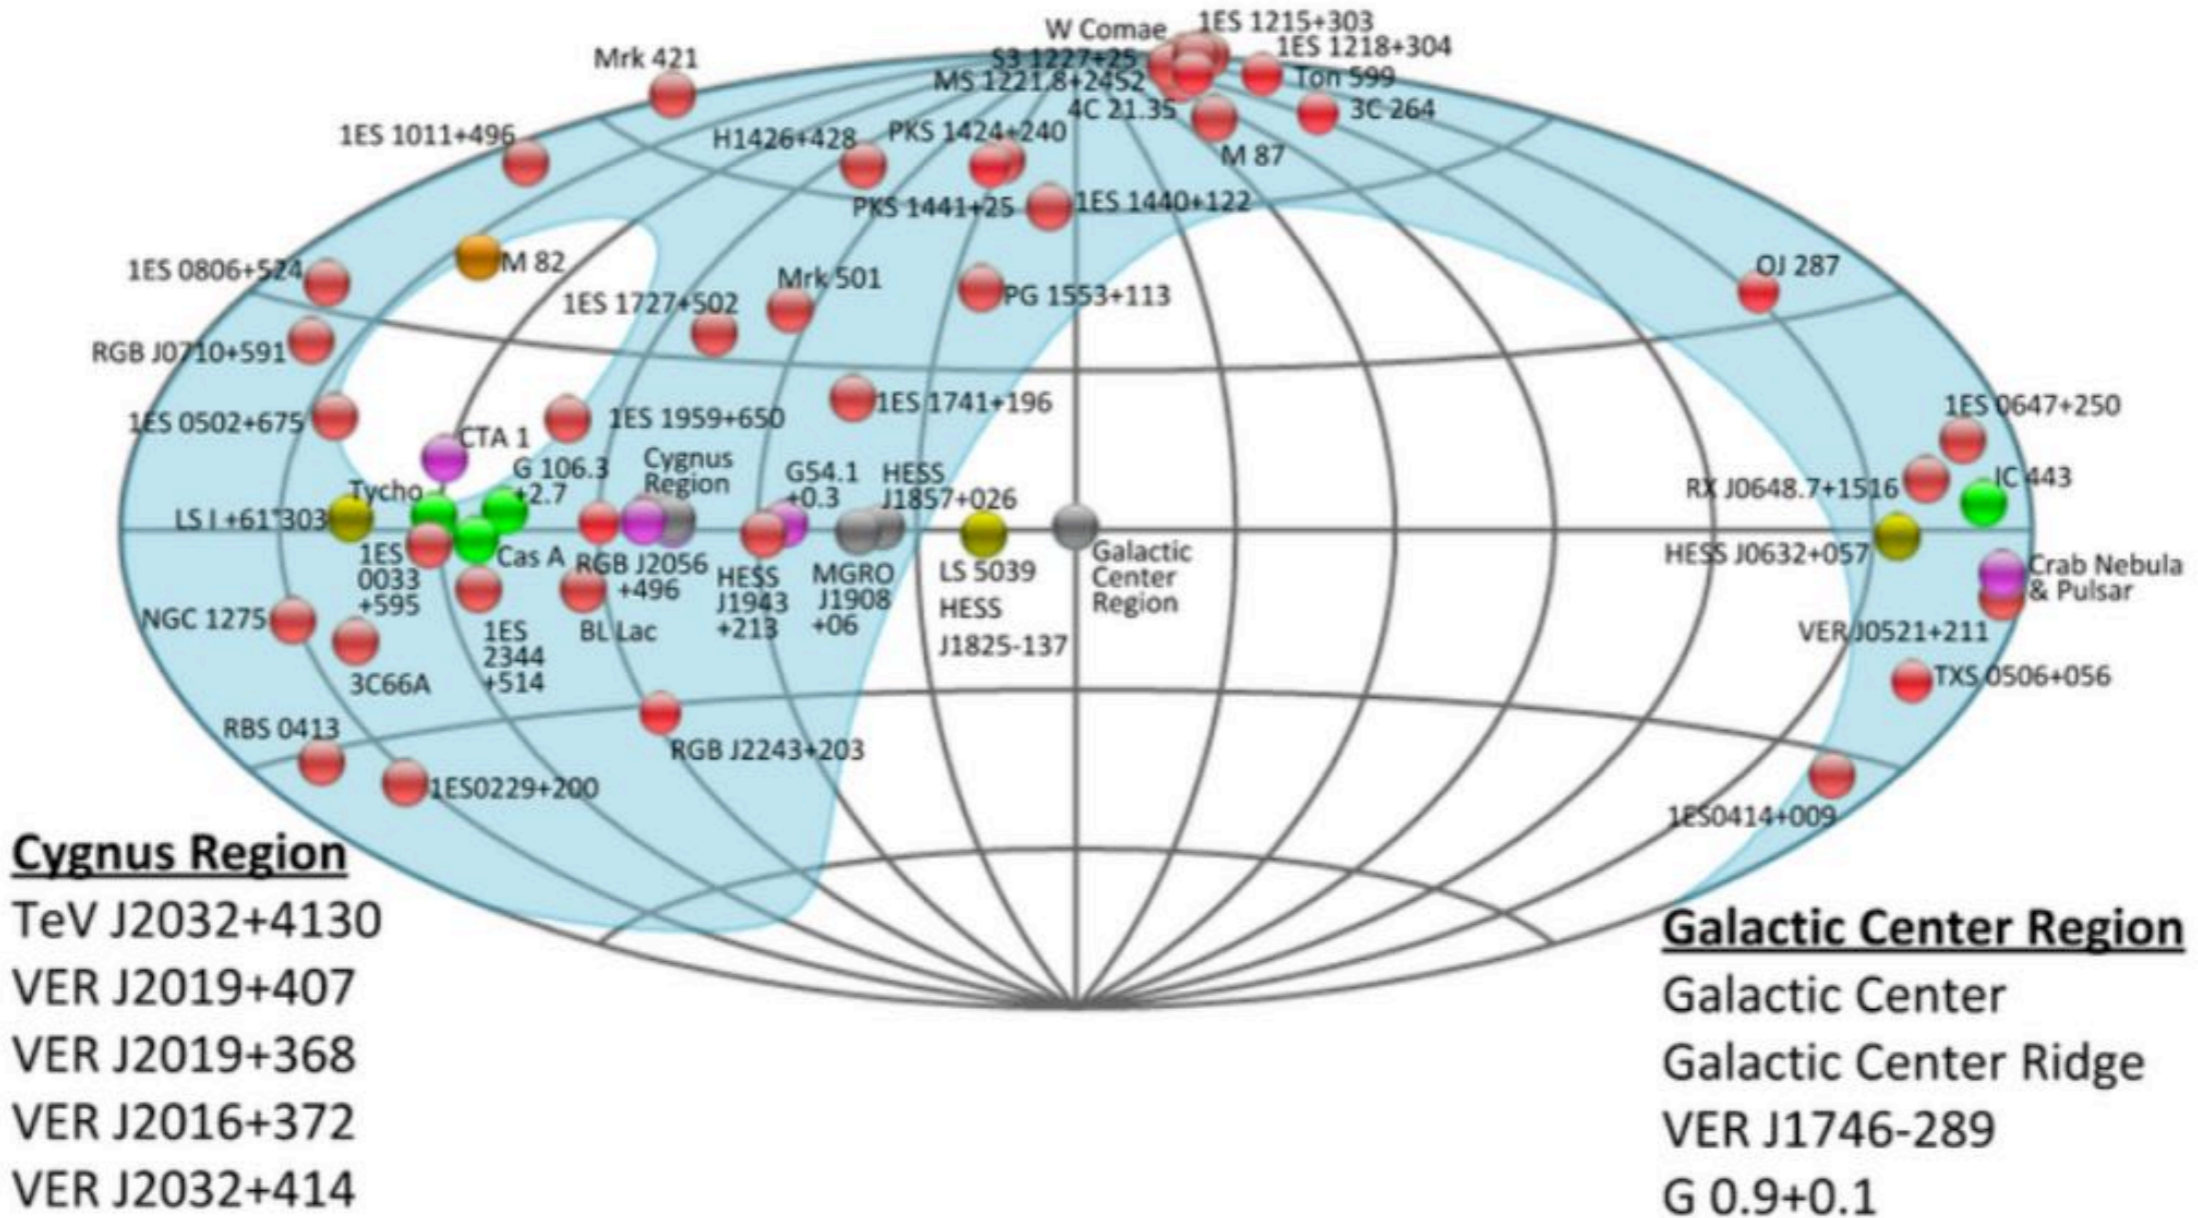 W Comae
1ES 1215+303
Mrk 421
S3 1227+25
1ES 1218+304
MS 1221.8+2452
Ton 599
4C 21.35
3C 264
1ES 1011+496
H1426+428
PKS 1424+240
M 87
PKS 1441+25
1ES 1440+122
M 82
1ES 0806+524
Mrk 501
OJ 287
1ES 1727+502
PG 1553+113
RGB J0710+591
1ES 1741+196
1ES 0647+250
1ES 0502+675
1ES 1959+650
CTA 1
G 106.3
+2.7
Cygnus
Region
G54.1
+0.3
HESS
J1857+026
Tycho
RX J0648.7+1516
IC 443
LS I +61°303
1ES
0033
+595
Cas A
RGB J2056
+496
HESS
J1943
+213
MGRO
J1908
+06
LS 5039
HESS
J1825-137
Galactic
Center
Region
HESS J0632+057
Crab Nebula
& Pulsar
NGC 1275
1ES
2344
+514
BL Lac
VER J0521+211
3C66A
TXS 0506+056
RBS 0413
RGB J2243+203
1ES0229+200
1ES0414+009
Cygnus Region
TeV J2032+4130
VER J2019+407
VER J2019+368
VER J2016+372
VER J2032+414
Galactic Center Region
Galactic Center
Galactic Center Ridge
VER J1746-289
G 0.9+0.1